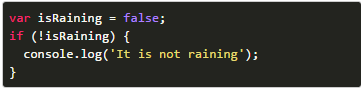 var isRaining = false;
if (!isRaining) {
  console.log('It is not raining');
}